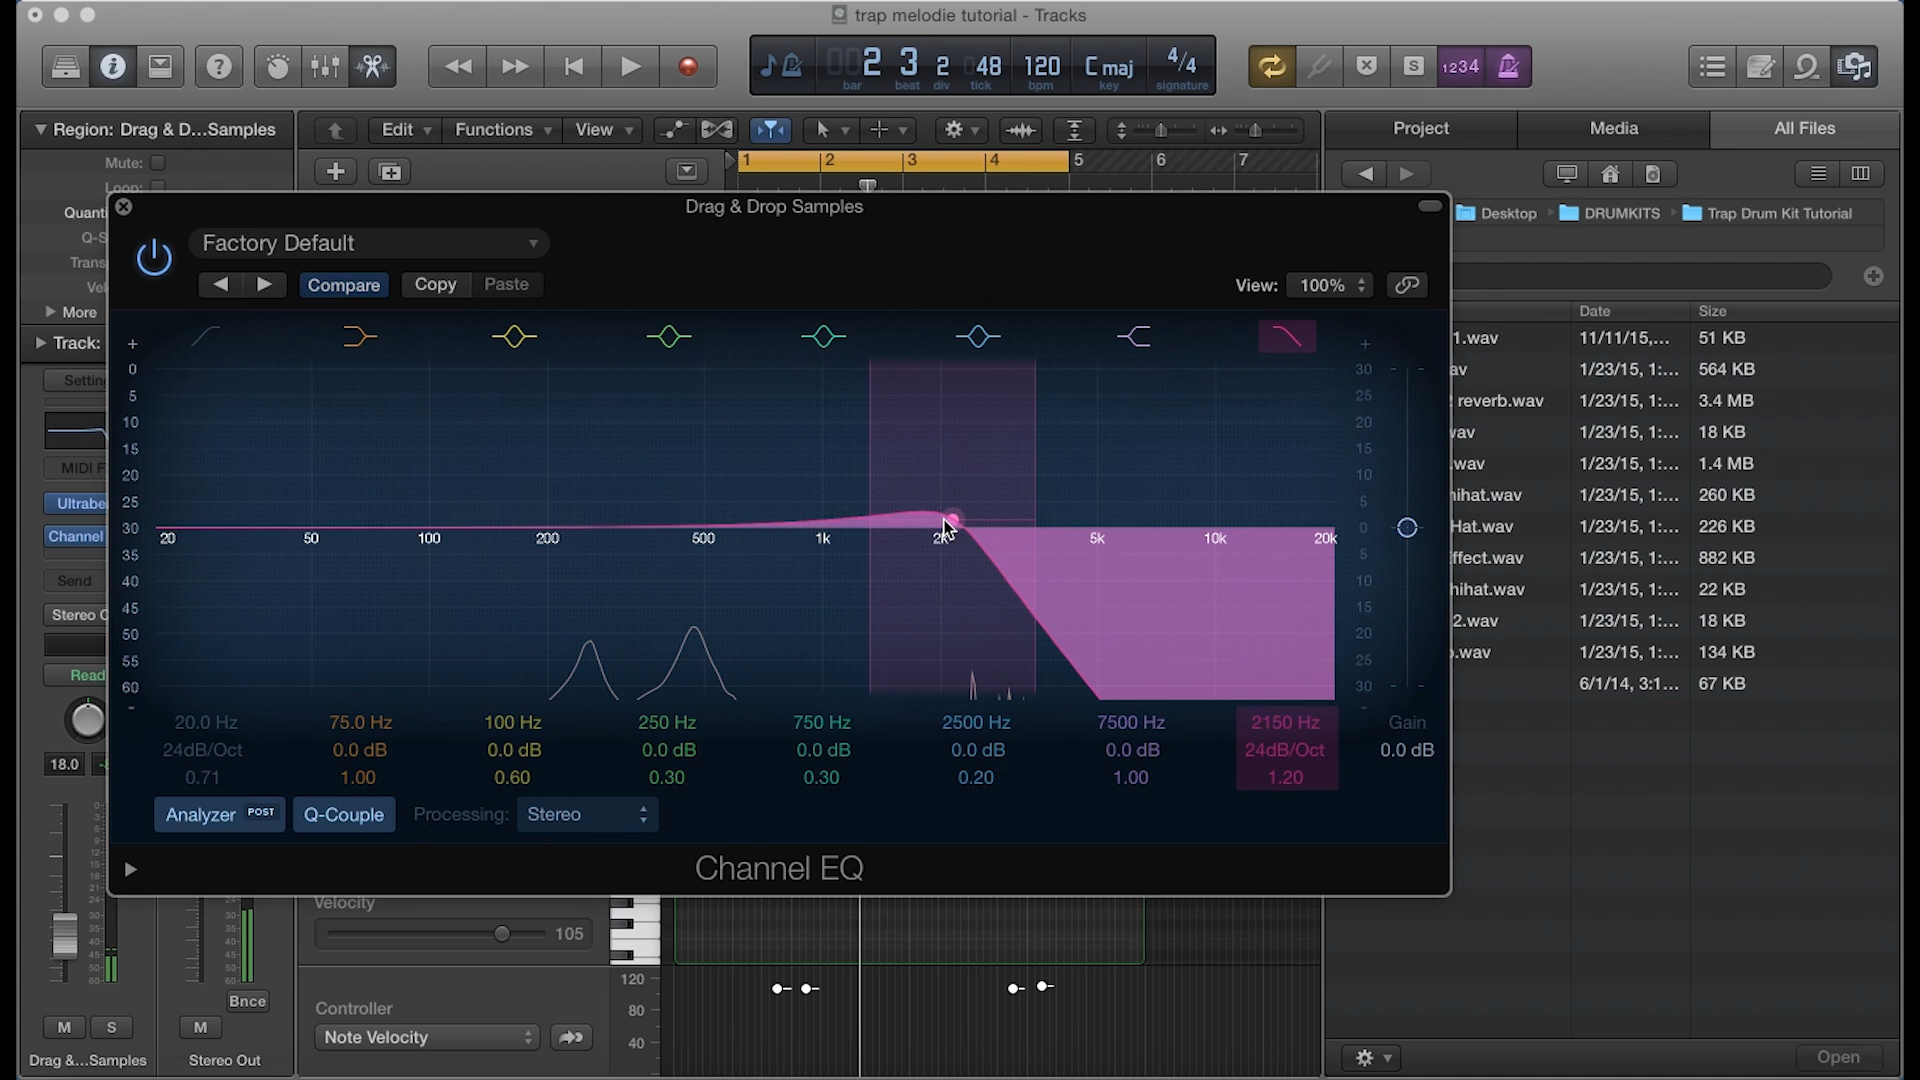 trap melodie tutorial - Tracks
2 3 2 48 120 C maj 4/4
bar beat div tick bpm key signature
S 1234
Region: Drag & D...Samples
Edit Functions View
Project Media All Files
Mute:
Loop:
1 2 3 4 5 6 7
Drag & Drop Samples
Desktop DRUMKITS Trap Drum Kit Tutorial
Factory Default
Compare Copy Paste
View: 100%
More
Track:
Date Size
1.wav 11/11/15,... 51 KB
1/23/15, 1:... 564 KB
reverb.wav 1/23/15, 1:... 3.4 MB
1/23/15, 1:... 18 KB
.wav 1/23/15, 1:... 1.4 MB
hihat.wav 1/23/15, 1:... 260 KB
Hat.wav 1/23/15, 1:... 226 KB
1/23/15, 1:... 882 KB
hihat.wav 1/23/15, 1:... 22 KB
2.wav 1/23/15, 1:... 18 KB
.wav 1/23/15, 1:... 134 KB
6/1/14, 3:1... 67 KB
+ +
0 30
5 25
10 20
15 15
20 10
25 5
30 0
20 50 100 200 500 1k 2k 5k 10k 20k
35 5
40 10
45 15
50 20
55 25
60 30
- -
Send
Stereo
Read
18.0
20.0 Hz 75.0 Hz 100 Hz 250 Hz 750 Hz 2500 Hz 7500 Hz 2150 Hz Gain
24dB/Oct 0.0 dB 0.0 dB 0.0 dB 0.0 dB 0.0 dB 0.0 dB 24dB/Oct 0.0 dB
0.71 1.00 0.60 0.30 0.30 0.20 1.00 1.20
Analyzer POST Q-Couple Processing: Stereo
Channel EQ
Velocity
105
120
80
40
Controller
Note Velocity
Bnce
M S M
Drag &...Samples Stereo Out
Open